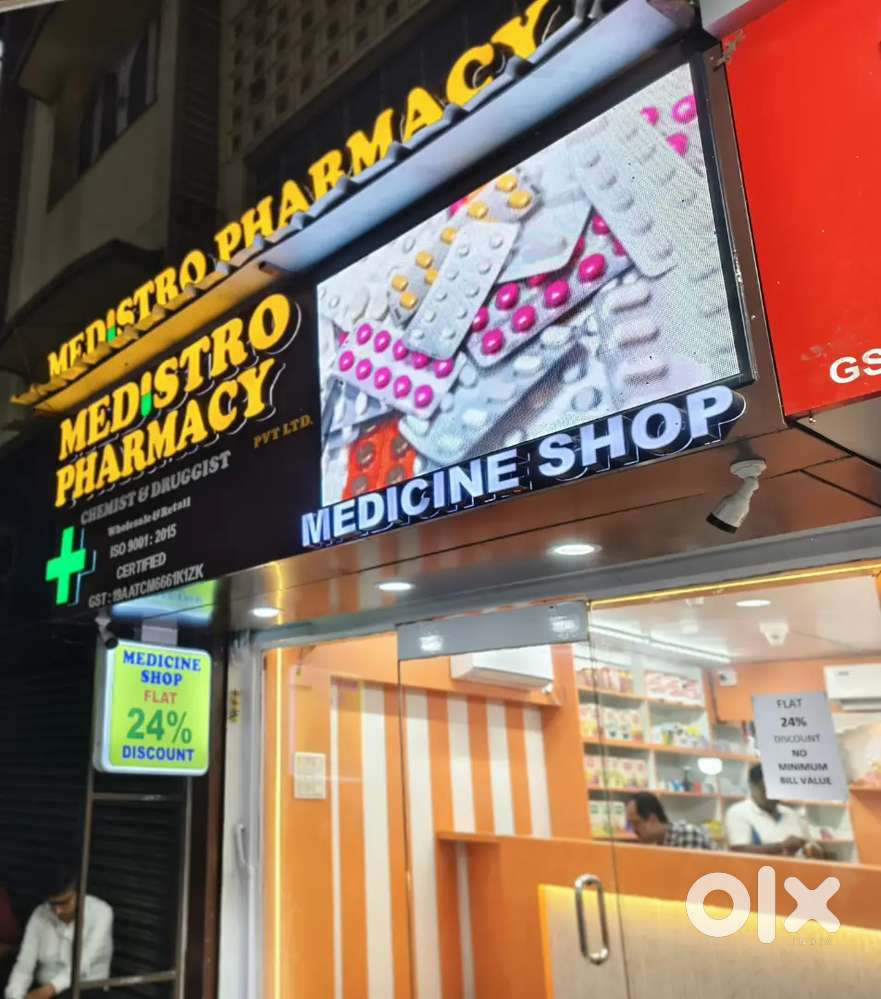 MEDISTRO PHARMACY
MEDISTRO
PHARMACY
PVT LTD.
CHEMIST & DRUGGIST
Wholesale & Retail
ISO 9001 : 2015
CERTIFIED
GST : 19AATCM6661K1ZK
MEDICINE SHOP
MEDICINE
SHOP
FLAT
24%
DISCOUNT
FLAT
24%
DISCOUNT
NO
MINIMUM
BILL VALUE
GS
olx
INDIA